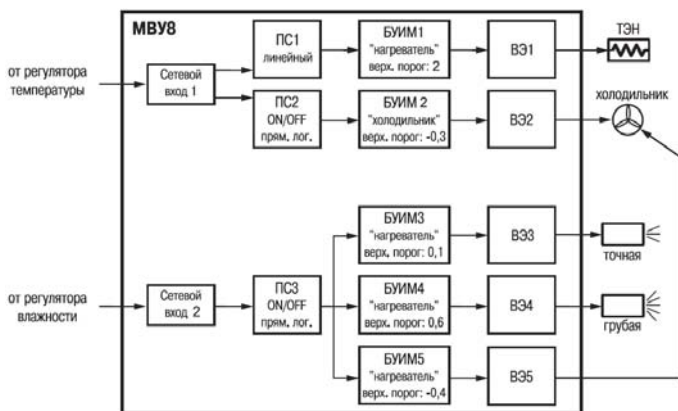 МВУ8
от регулятора
температуры
Сетевой
вход 1
ПС1
линейный
БУИМ1
"нагреватель"
верх. порог: 2
ВЭ1
ТЭН
ПС2
ON/OFF
прям. лог.
БУИМ 2
"холодильник"
верх. порог: -0,3
ВЭ2
холодильник
БУИМ3
"нагреватель"
верх. порог: 0,1
ВЭ3
точная
от регулятора
влажности
Сетевой
вход 2
ПС3
ON/OFF
прям. лог.
БУИМ4
"нагреватель"
верх. порог: 0,6
ВЭ4
грубая
БУИМ5
"нагреватель"
верх. порог: -0,4
ВЭ5